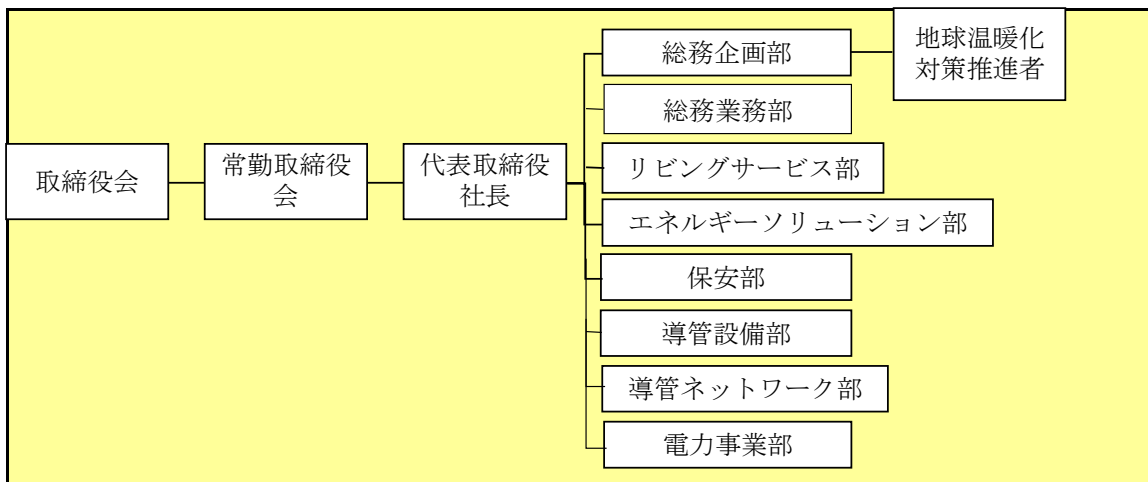 取締役会
常勤取締役
会
代表取締役
社長
総務企画部
地球温暖化
対策推進者
総務業務部
リビングサービス部
エネルギーソリューション部
保安部
導管設備部
導管ネットワーク部
電力事業部